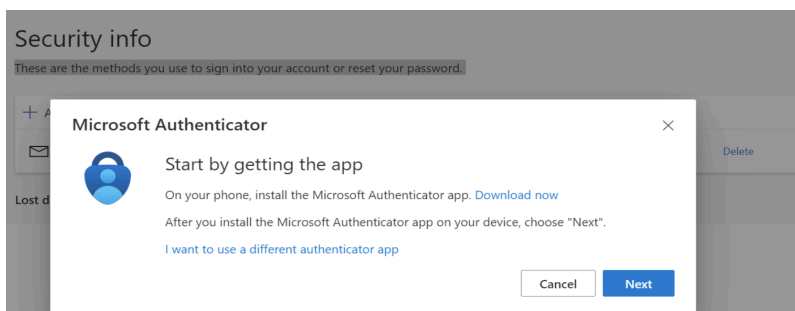 Security info
These are the methods you use to sign into your account or reset your password.
+ A
Microsoft Authenticator
Delete
Start by getting the app
Lost d
On your phone, install the Microsoft Authenticator app. Download now
After you install the Microsoft Authenticator app on your device, choose "Next".
I want to use a different authenticator app
Cancel
Next